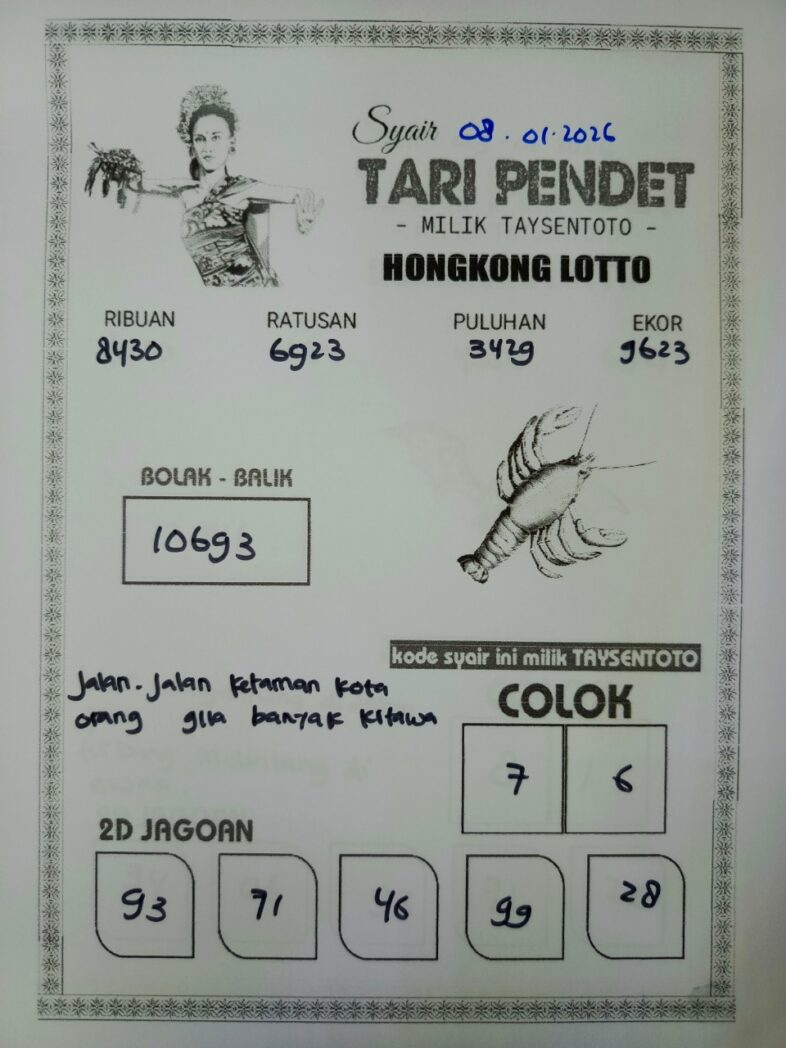 Syair 08.01.2026
TARI PENDET
- MILIK TAYSENTOTO -
HONGKONG LOTTO
RIBUAN RATUSAN PULUHAN EKOR
8430 6923 3429 9623
BOLAK - BALIK
10693
kode syair ini milik TAYSENTOTO
Jalan-Jalan ketaman kota
orang gila banyak kitawa
COLOK
7 6
2D JAGOAN
93 71 46 99 28